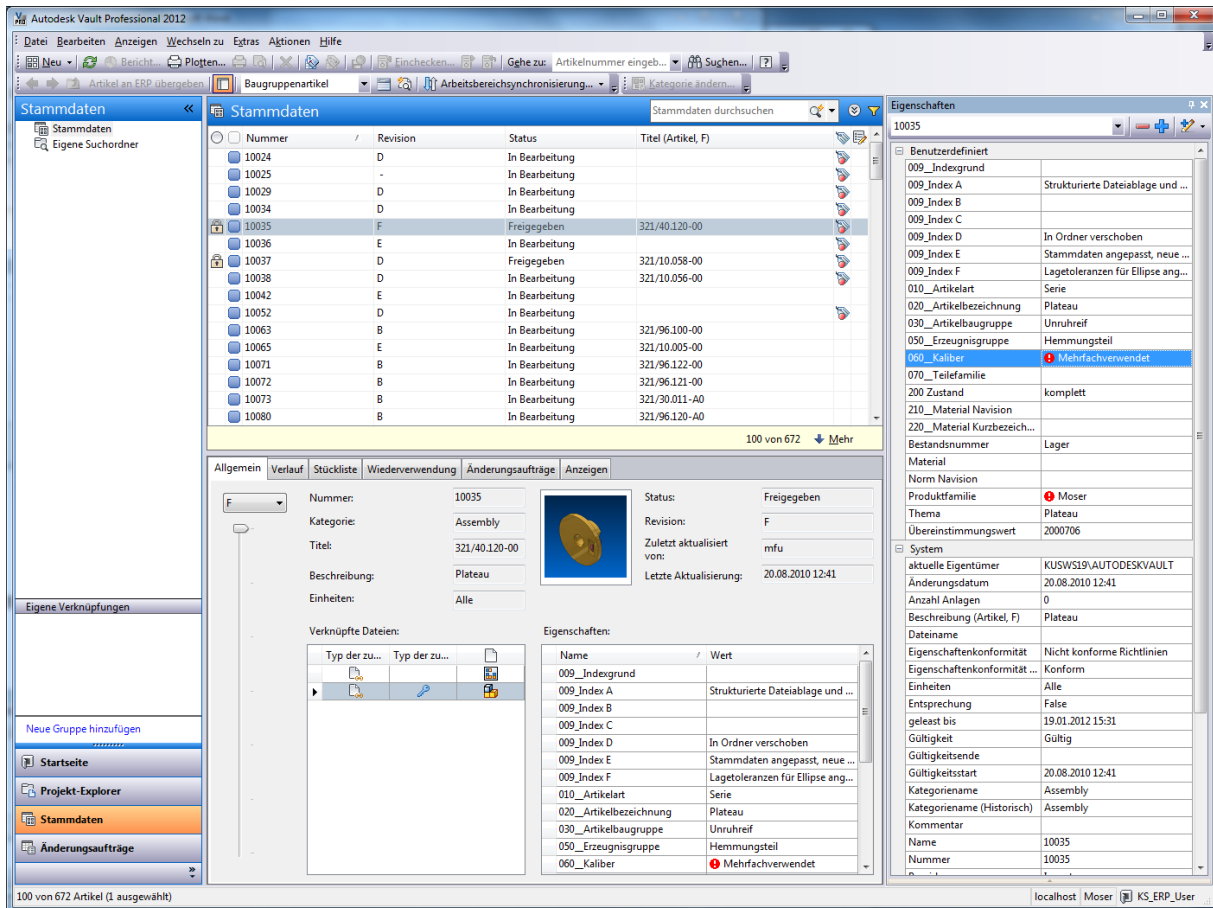 Autodesk Vault Professional 2012
Datei Bearbeiten Anzeigen Wechseln zu Extras Aktionen Hilfe
Neu Bericht... Plotten... Einchecken... Gehe zu: Artikelnummer eingeb... Suchen...
Artikel an ERP übergeben Baugruppenartikel Arbeitsbereichsynchronisierung... Kategorie ändern...
Stammdaten «
Stammdaten
Eigene Suchordner
Eigene Verknüpfungen
Neue Gruppe hinzufügen
Startseite
Projekt-Explorer
Stammdaten
Änderungsaufträge
Stammdaten Stammdaten durchsuchen
Nummer Revision Status Titel (Artikel, F)
10024 D In Bearbeitung
10025 - In Bearbeitung
10029 D In Bearbeitung
10034 D In Bearbeitung
10035 F Freigegeben 321/40.120-00
10036 E In Bearbeitung
10037 D Freigegeben 321/10.058-00
10038 D In Bearbeitung 321/10.056-00
10042 E In Bearbeitung
10052 D In Bearbeitung
10063 B In Bearbeitung 321/96.100-00
10065 E In Bearbeitung 321/10.005-00
10071 B In Bearbeitung 321/96.122-00
10072 B In Bearbeitung 321/96.121-00
10073 B In Bearbeitung 321/30.011-A0
10080 B In Bearbeitung 321/96.120-A0
100 von 672 Mehr
Allgemein Verlauf Stückliste Wiederverwendung Änderungsaufträge Anzeigen
F
Nummer: 10035
Kategorie: Assembly
Titel: 321/40.120-00
Beschreibung: Plateau
Einheiten: Alle
Status: Freigegeben
Revision: F
Zuletzt aktualisiert
von: mfu
Letzte Aktualisierung: 20.08.2010 12:41
Verknüpfte Dateien:
Typ der zu... Typ der zu...
Eigenschaften:
Name Wert
009__Indexgrund
009_Index A Strukturierte Dateiablage und ...
009_Index B
009_Index C
009_Index D In Ordner verschoben
009_Index E Stammdaten angepasst, neue ...
009_Index F Lagetoleranzen für Ellipse ang...
010__Artikelart Serie
020__Artikelbezeichnung Plateau
030__Artikelbaugruppe Unruhreif
050__Erzeugnisgruppe Hemmungsteil
060__Kaliber Mehrfachverwendet
Eigenschaften
10035
Benutzerdefiniert
009__Indexgrund
009_Index A Strukturierte Dateiablage und ...
009_Index B
009_Index C
009_Index D In Ordner verschoben
009_Index E Stammdaten angepasst, neue ...
009_Index F Lagetoleranzen für Ellipse ang...
010__Artikelart Serie
020__Artikelbezeichnung Plateau
030__Artikelbaugruppe Unruhreif
050__Erzeugnisgruppe Hemmungsteil
060__Kaliber Mehrfachverwendet
070__Teilefamilie
200 Zustand komplett
210__Material Navision
220__Material Kurzbezeich...
Bestandsnummer Lager
Material
Norm Navision
Produktfamilie Moser
Thema Plateau
Übereinstimmungswert 2000706
System
aktuelle Eigentümer KUSWS19\AUTODESKVAULT
Änderungsdatum 20.08.2010 12:41
Anzahl Anlagen 0
Beschreibung (Artikel, F) Plateau
Dateiname
Eigenschaftenkonformität Nicht konforme Richtlinien
Eigenschaftenkonformität ... Konform
Einheiten Alle
Entsprechung False
geleast bis 19.01.2012 15:31
Gültigkeit Gültig
Gültigkeitsende
Gültigkeitsstart 20.08.2010 12:41
Kategoriename Assembly
Kategoriename (Historisch) Assembly
Kommentar
Name 10035
Nummer 10035
100 von 672 Artikel (1 ausgewählt) localhost Moser KS_ERP_User